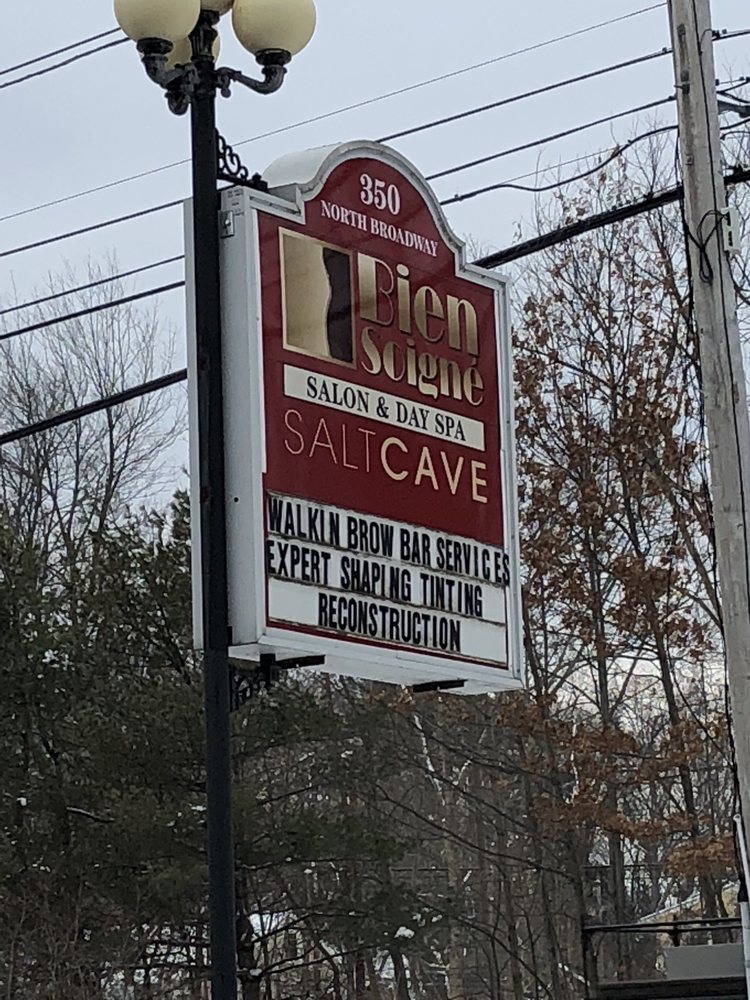 350
NORTH BROADWAY
Bien
Soigné
SALON & DAY SPA
SALTCAVE
WALKIN BROW BAR SERVICES
EXPERT SHAPING TINTING
RECONSTRUCTION